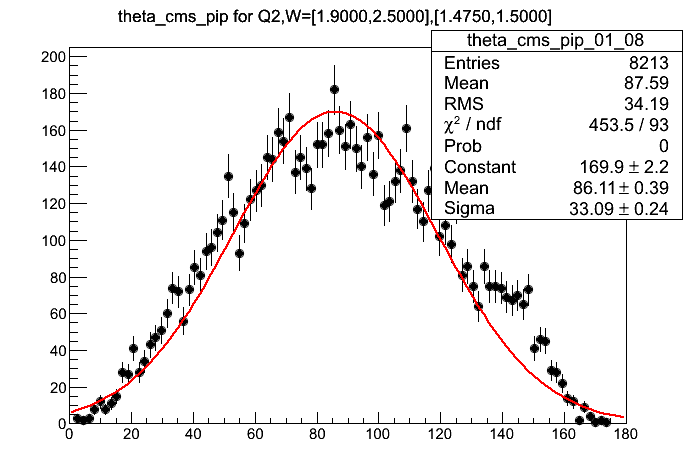 theta_cms_pip for Q2,W=[1.9000,2.5000],[1.4750,1.5000]
theta_cms_pip_01_08
Entries 8213
Mean 87.59
RMS 34.19
χ² / ndf 453.5 / 93
Prob 0
Constant 169.9 ± 2.2
Mean 86.11 ± 0.39
Sigma 33.09 ± 0.24
200
180
160
140
120
100
80
60
40
20
0
0 20 40 60 80 100 120 140 160 180